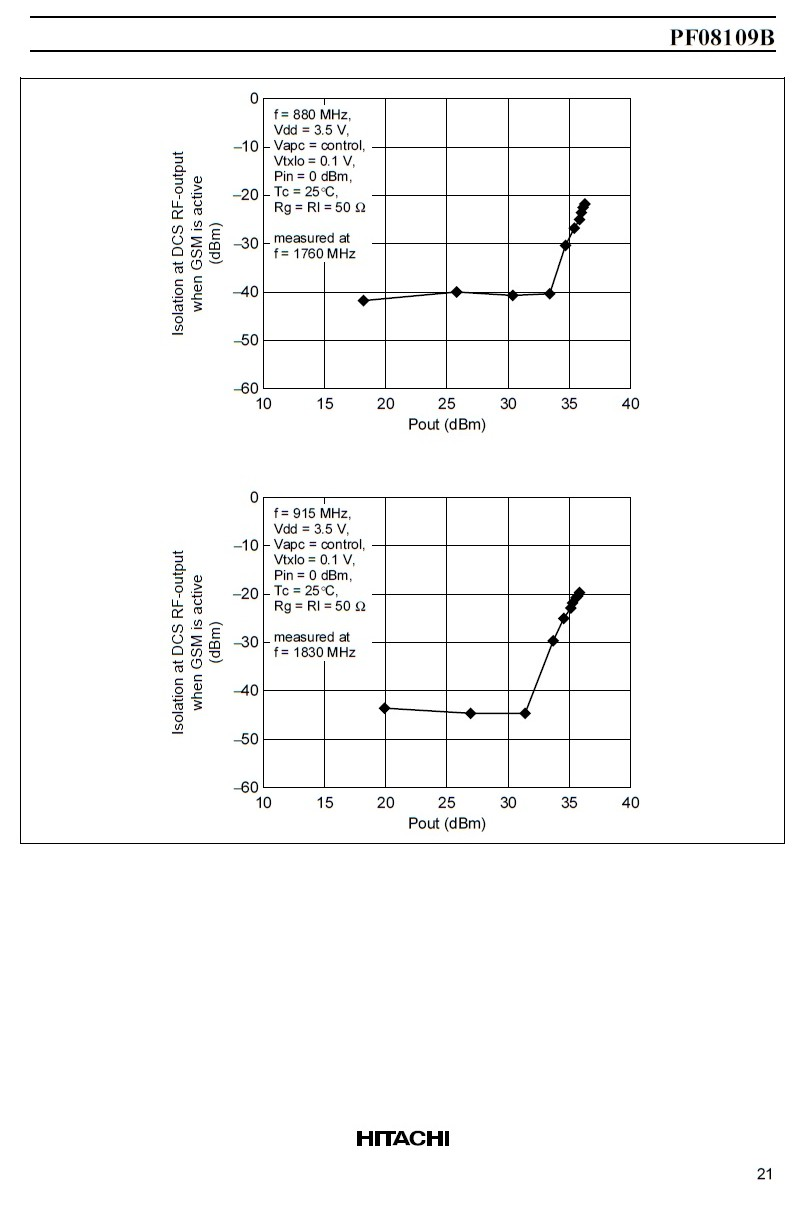 PF08109B
0
–10
–20
–30
–40
–50
–60
f = 880 MHz,
Vdd = 3.5 V,
Vapc = control,
Vtxlo = 0.1 V,
Pin = 0 dBm,
Tc = 25°C,
Rg = Rl = 50 Ω
measured at
f = 1760 MHz
Isolation at DCS RF-output
when GSM is active
(dBm)
10 15 20 25 30 35 40
Pout (dBm)
0
–10
–20
–30
–40
–50
–60
f = 915 MHz,
Vdd = 3.5 V,
Vapc = control,
Vtxlo = 0.1 V,
Pin = 0 dBm,
Tc = 25°C,
Rg = Rl = 50 Ω
measured at
f = 1830 MHz
Isolation at DCS RF-output
when GSM is active
(dBm)
10 15 20 25 30 35 40
Pout (dBm)
HITACHI
21